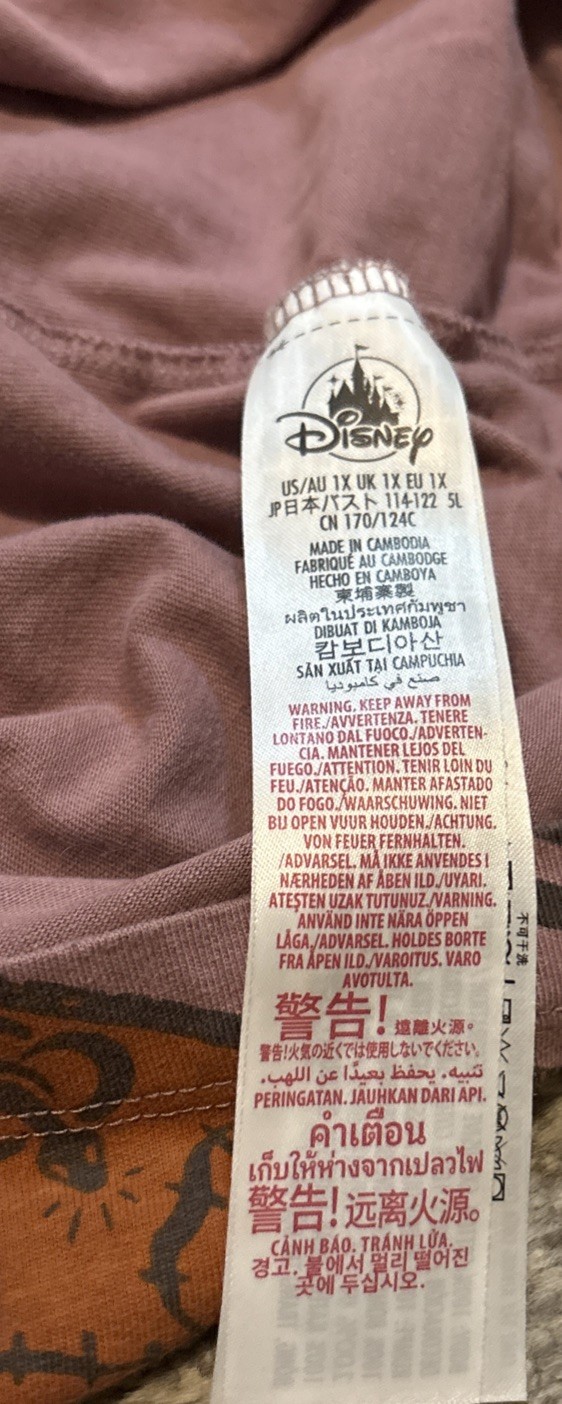 Disney
US/AU 1X UK 1X EU 1X
JP日本バスト 114-122 5L
CN 170/124C
MADE IN CAMBODIA
FABRIQUÉ AU CAMBODGE
HECHO EN CAMBOYA
柬埔寨製
ผลิตในประเทศกัมพูชา
DIBUAT DI KAMBOJA
캄보디아산
SẢN XUẤT TẠI CAMPUCHIA
صنع في كامبوديا
WARNING. KEEP AWAY FROM
FIRE./AVVERTENZA. TENERE
LONTANO DAL FUOCO./ADVERTEN-
CIA. MANTENER LEJOS DEL
FUEGO./ATTENTION. TENIR LOIN DU
FEU./ATENÇÃO. MANTER AFASTADO
DO FOGO./WAARSCHUWING. NIET
BIJ OPEN VUUR HOUDEN./ACHTUNG.
VON FEUER FERNHALTEN.
/ADVARSEL. MÅ IKKE ANVENDES I
NÆRHEDEN AF ÅBEN ILD./UYARI.
ATEŞTEN UZAK TUTUNUZ./VARNING.
ANVÄND INTE NÄRA ÖPPEN
LÅGA./ADVARSEL. HOLDES BORTE
FRA ÅPEN ILD./VAROITUS. VARO
AVOTULTA.
警告! 遠離火源。
警告!火気の近くでは使用しないでください。
تنبيه. يحفظ بعيدًا عن اللهب.
PERINGATAN. JAUHKAN DARI API.
คำเตือน
เก็บให้ห่างจากเปลวไฟ
警告! 远离火源。
CẢNH BÁO. TRÁNH LỬA.
경고. 불에서 멀리 떨어진
곳에 두십시오.
不可干洗